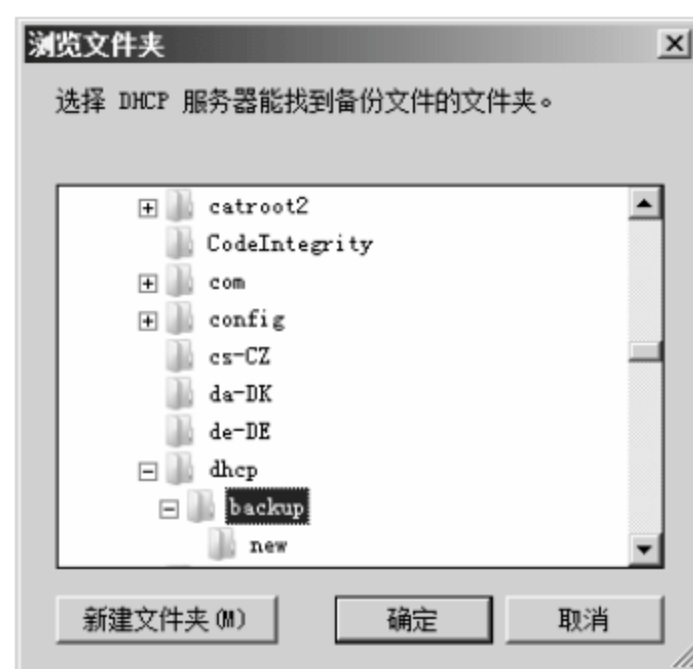 浏览文件夹
选择 DHCP 服务器能找到备份文件的文件夹。
catroot2
CodeIntegrity
com
config
cs-CZ
da-DK
de-DE
dhcp
backup
new
新建文件夹(M) 确定 取消